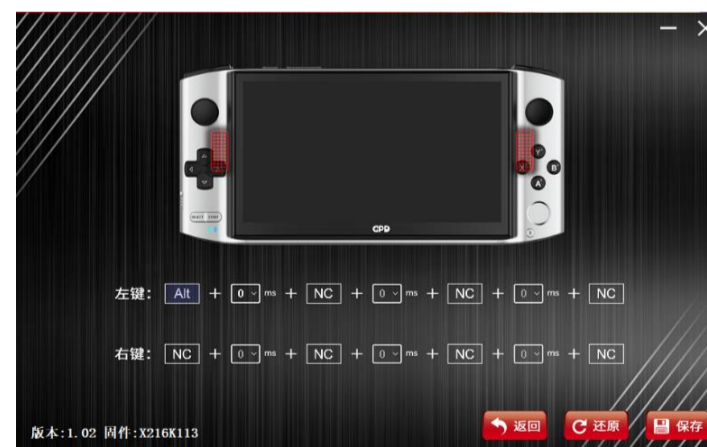 Y
X
B
A
GPD
左键: Alt + 0 ms + NC + 0 ms + NC + 0 ms + NC
右键: NC + 0 ms + NC + 0 ms + NC + 0 ms + NC
版本:1.02 固件:X216K113
返回 还原 保存